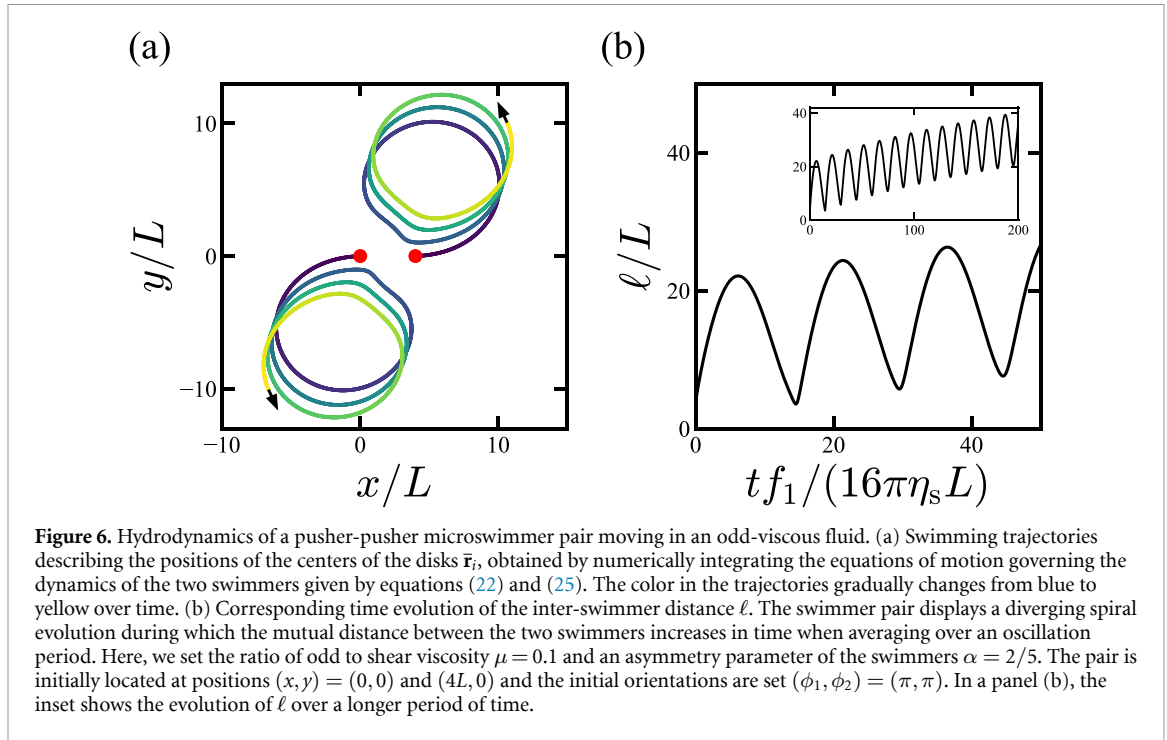 (a)
(b)
10
0
−10
y/L
−10
0
10
x/L
40
20
0
ℓ/L
40
20
0
0
100
200
0
20
40
tf₁/(16πηₛL)
Figure 6. Hydrodynamics of a pusher-pusher microswimmer pair moving in an odd-viscous fluid. (a) Swimming trajectories
describing the positions of the centers of the disks r̄ᵢ, obtained by numerically integrating the equations of motion governing the
dynamics of the two swimmers given by equations (22) and (25). The color in the trajectories gradually changes from blue to
yellow over time. (b) Corresponding time evolution of the inter-swimmer distance ℓ. The swimmer pair displays a diverging spiral
evolution during which the mutual distance between the two swimmers increases in time when averaging over an oscillation
period. Here, we set the ratio of odd to shear viscosity μ = 0.1 and an asymmetry parameter of the swimmers α = 2/5. The pair is
initially located at positions (x, y) = (0, 0) and (4L, 0) and the initial orientations are set (ϕ₁, ϕ₂) = (π, π). In a panel (b), the
inset shows the evolution of ℓ over a longer period of time.